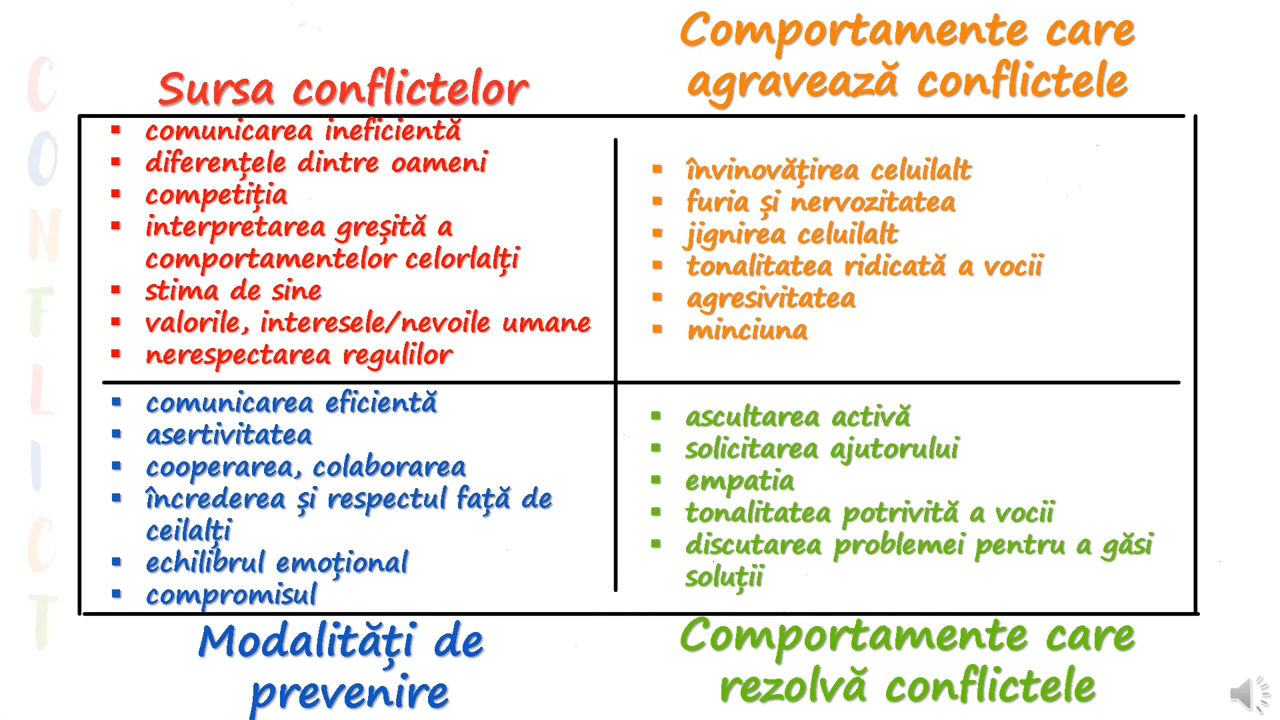 CONFLICT
Sursa conflictelor
comunicarea ineficientă
diferențele dintre oameni
competiția
interpretarea greșită a
comportamentelor celorlalți
stima de sine
valorile, interesele/nevoile umane
nerespectarea regulilor
Comportamente care
agravează conflictele
învinovățirea celuilalt
furia și nervozitatea
jignirea celuilalt
tonalitatea ridicată a vocii
agresivitatea
minciuna
comunicarea eficientă
asertivitatea
cooperarea, colaborarea
încrederea și respectul față de
ceilalți
echilibrul emoțional
compromisul
Modalități de
prevenire
ascultarea activă
solicitarea ajutorului
empatia
tonalitatea potrivită a vocii
discutarea problemei pentru a găsi
soluții
Comportamente care
rezolvă conflictele